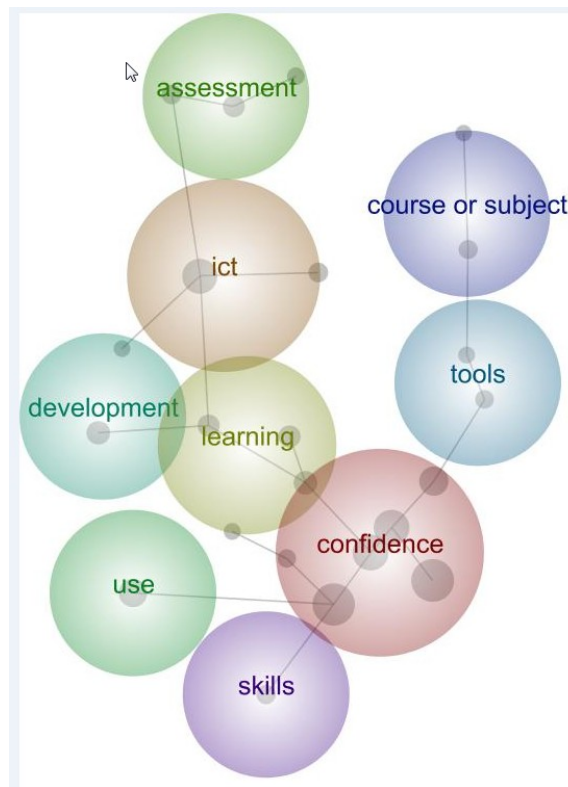 assessment
course or subject
ict
tools
development
learning
confidence
use
skills